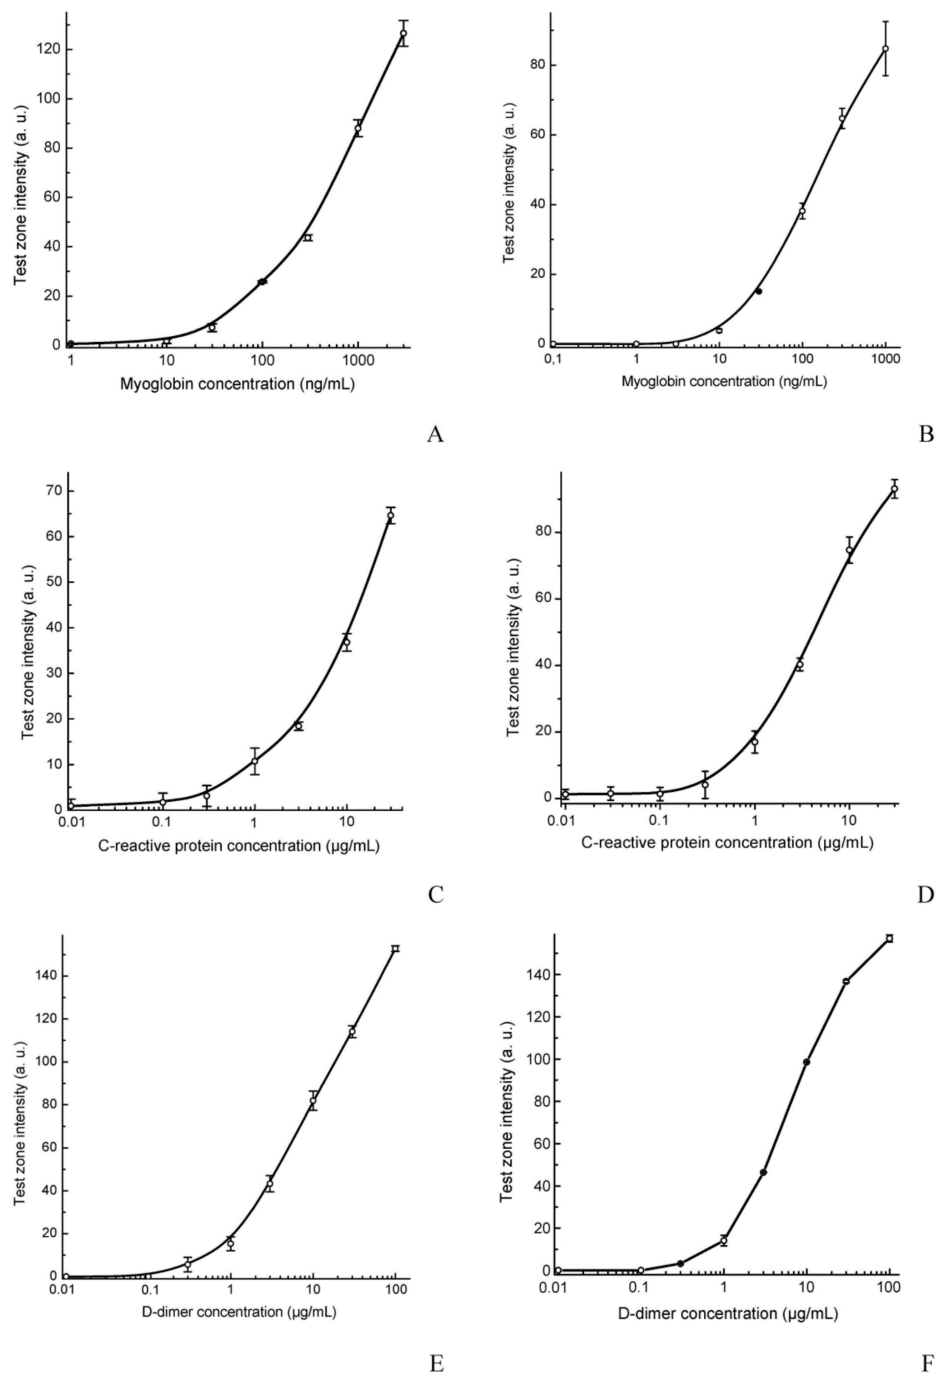 Test zone intensity (a. u.)
120
100
80
60
40
20
0
1 10 100 1000
Myoglobin concentration (ng/mL)
A
Test zone intensity (a. u.)
80
60
40
20
0
0,1 1 10 100 1000
Myoglobin concentration (ng/mL)
B
Test zone intensity (a. u.)
70
60
50
40
30
20
10
0
0.01 0.1 1 10
C-reactive protein concentration (µg/mL)
C
Test zone intensity (a. u.)
80
60
40
20
0
0.01 0.1 1 10
C-reactive protein concentration (µg/mL)
D
Test zone intensity (a. u.)
140
120
100
80
60
40
20
0
0.01 0.1 1 10 100
D-dimer concentration (µg/mL)
E
Test zone intensity (a. u.)
140
120
100
80
60
40
20
0
0.01 0.1 1 10 100
D-dimer concentration (µg/mL)
F